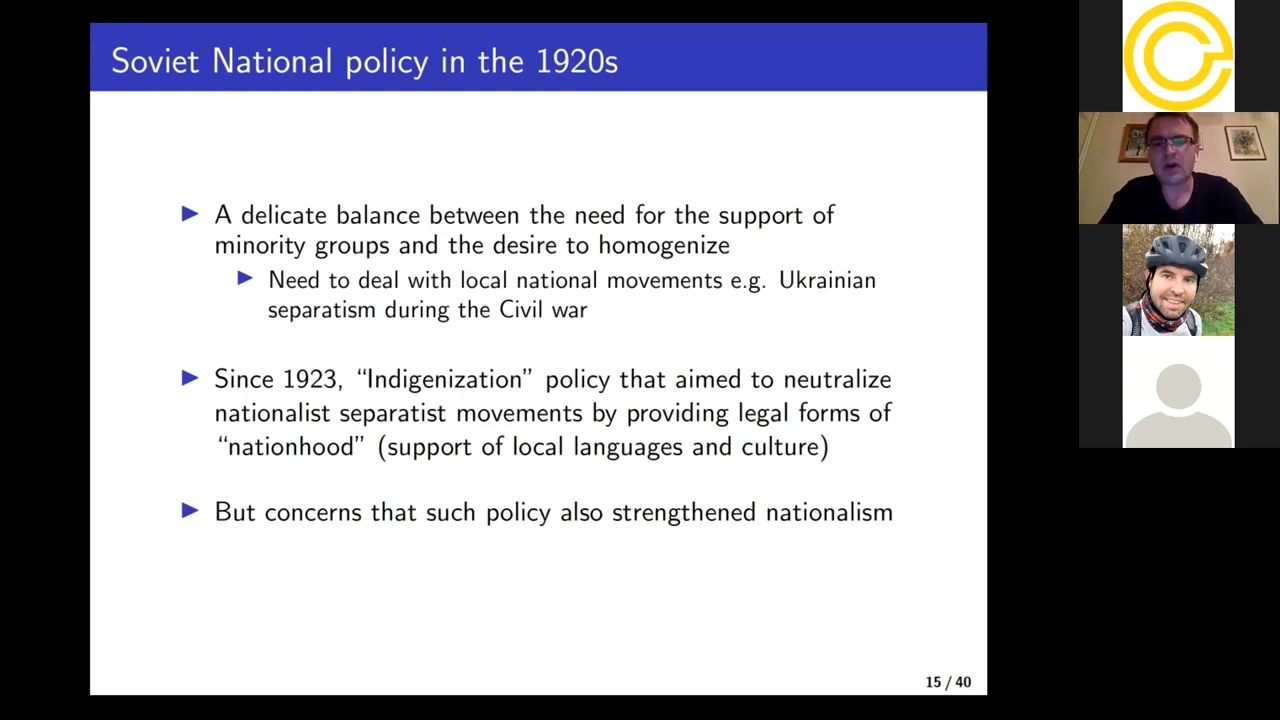 Soviet National policy in the 1920s
▶ A delicate balance between the need for the support of
minority groups and the desire to homogenize
▶ Need to deal with local national movements e.g. Ukrainian
separatism during the Civil war
▶ Since 1923, “Indigenization” policy that aimed to neutralize
nationalist separatist movements by providing legal forms of
“nationhood” (support of local languages and culture)
▶ But concerns that such policy also strengthened nationalism
15 / 40